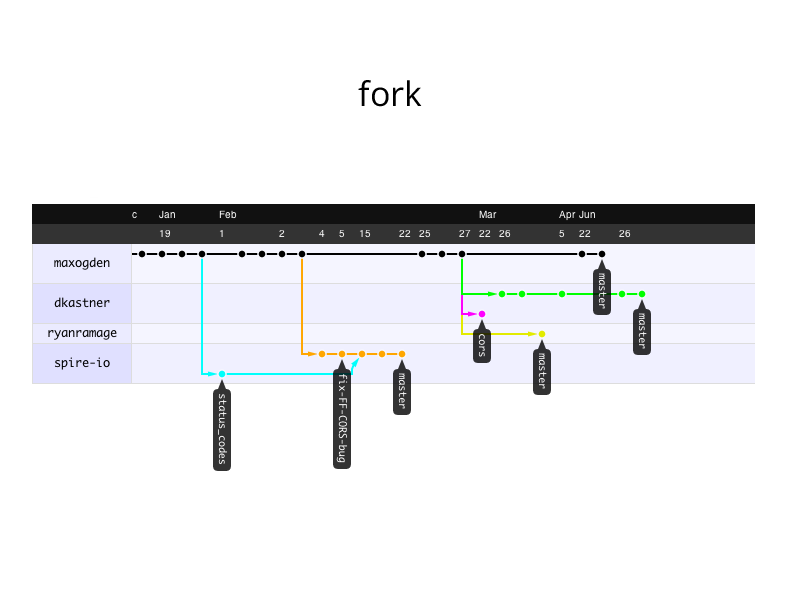 fork
c Jan Feb Mar Apr Jun
19 1 2 4 5 15 22 25 27 22 26 5 22 26
maxogden
dkastner
ryanramage
spire-io
master
master
cors
master
master
fix-FF-CORS-bug
status_codes